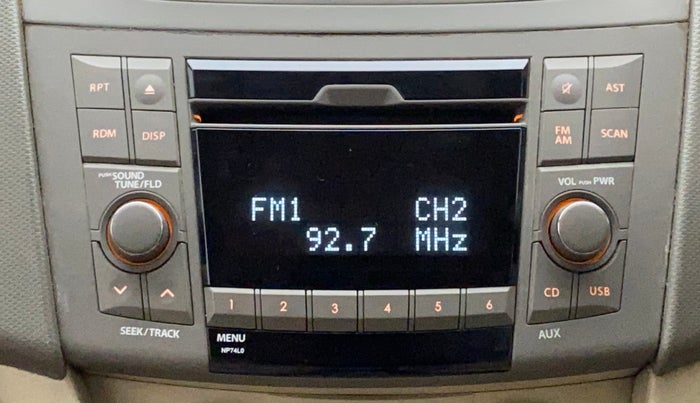 RPT
AST
RDM DISP
FM AM SCAN
PUSH SOUND
TUNE/FLD
VOL PUSH PWR
FM1 CH2
92.7 MHz
CD USB
1 2 3 4 5 6
SEEK/TRACK
MENU
AUX
NP74L0